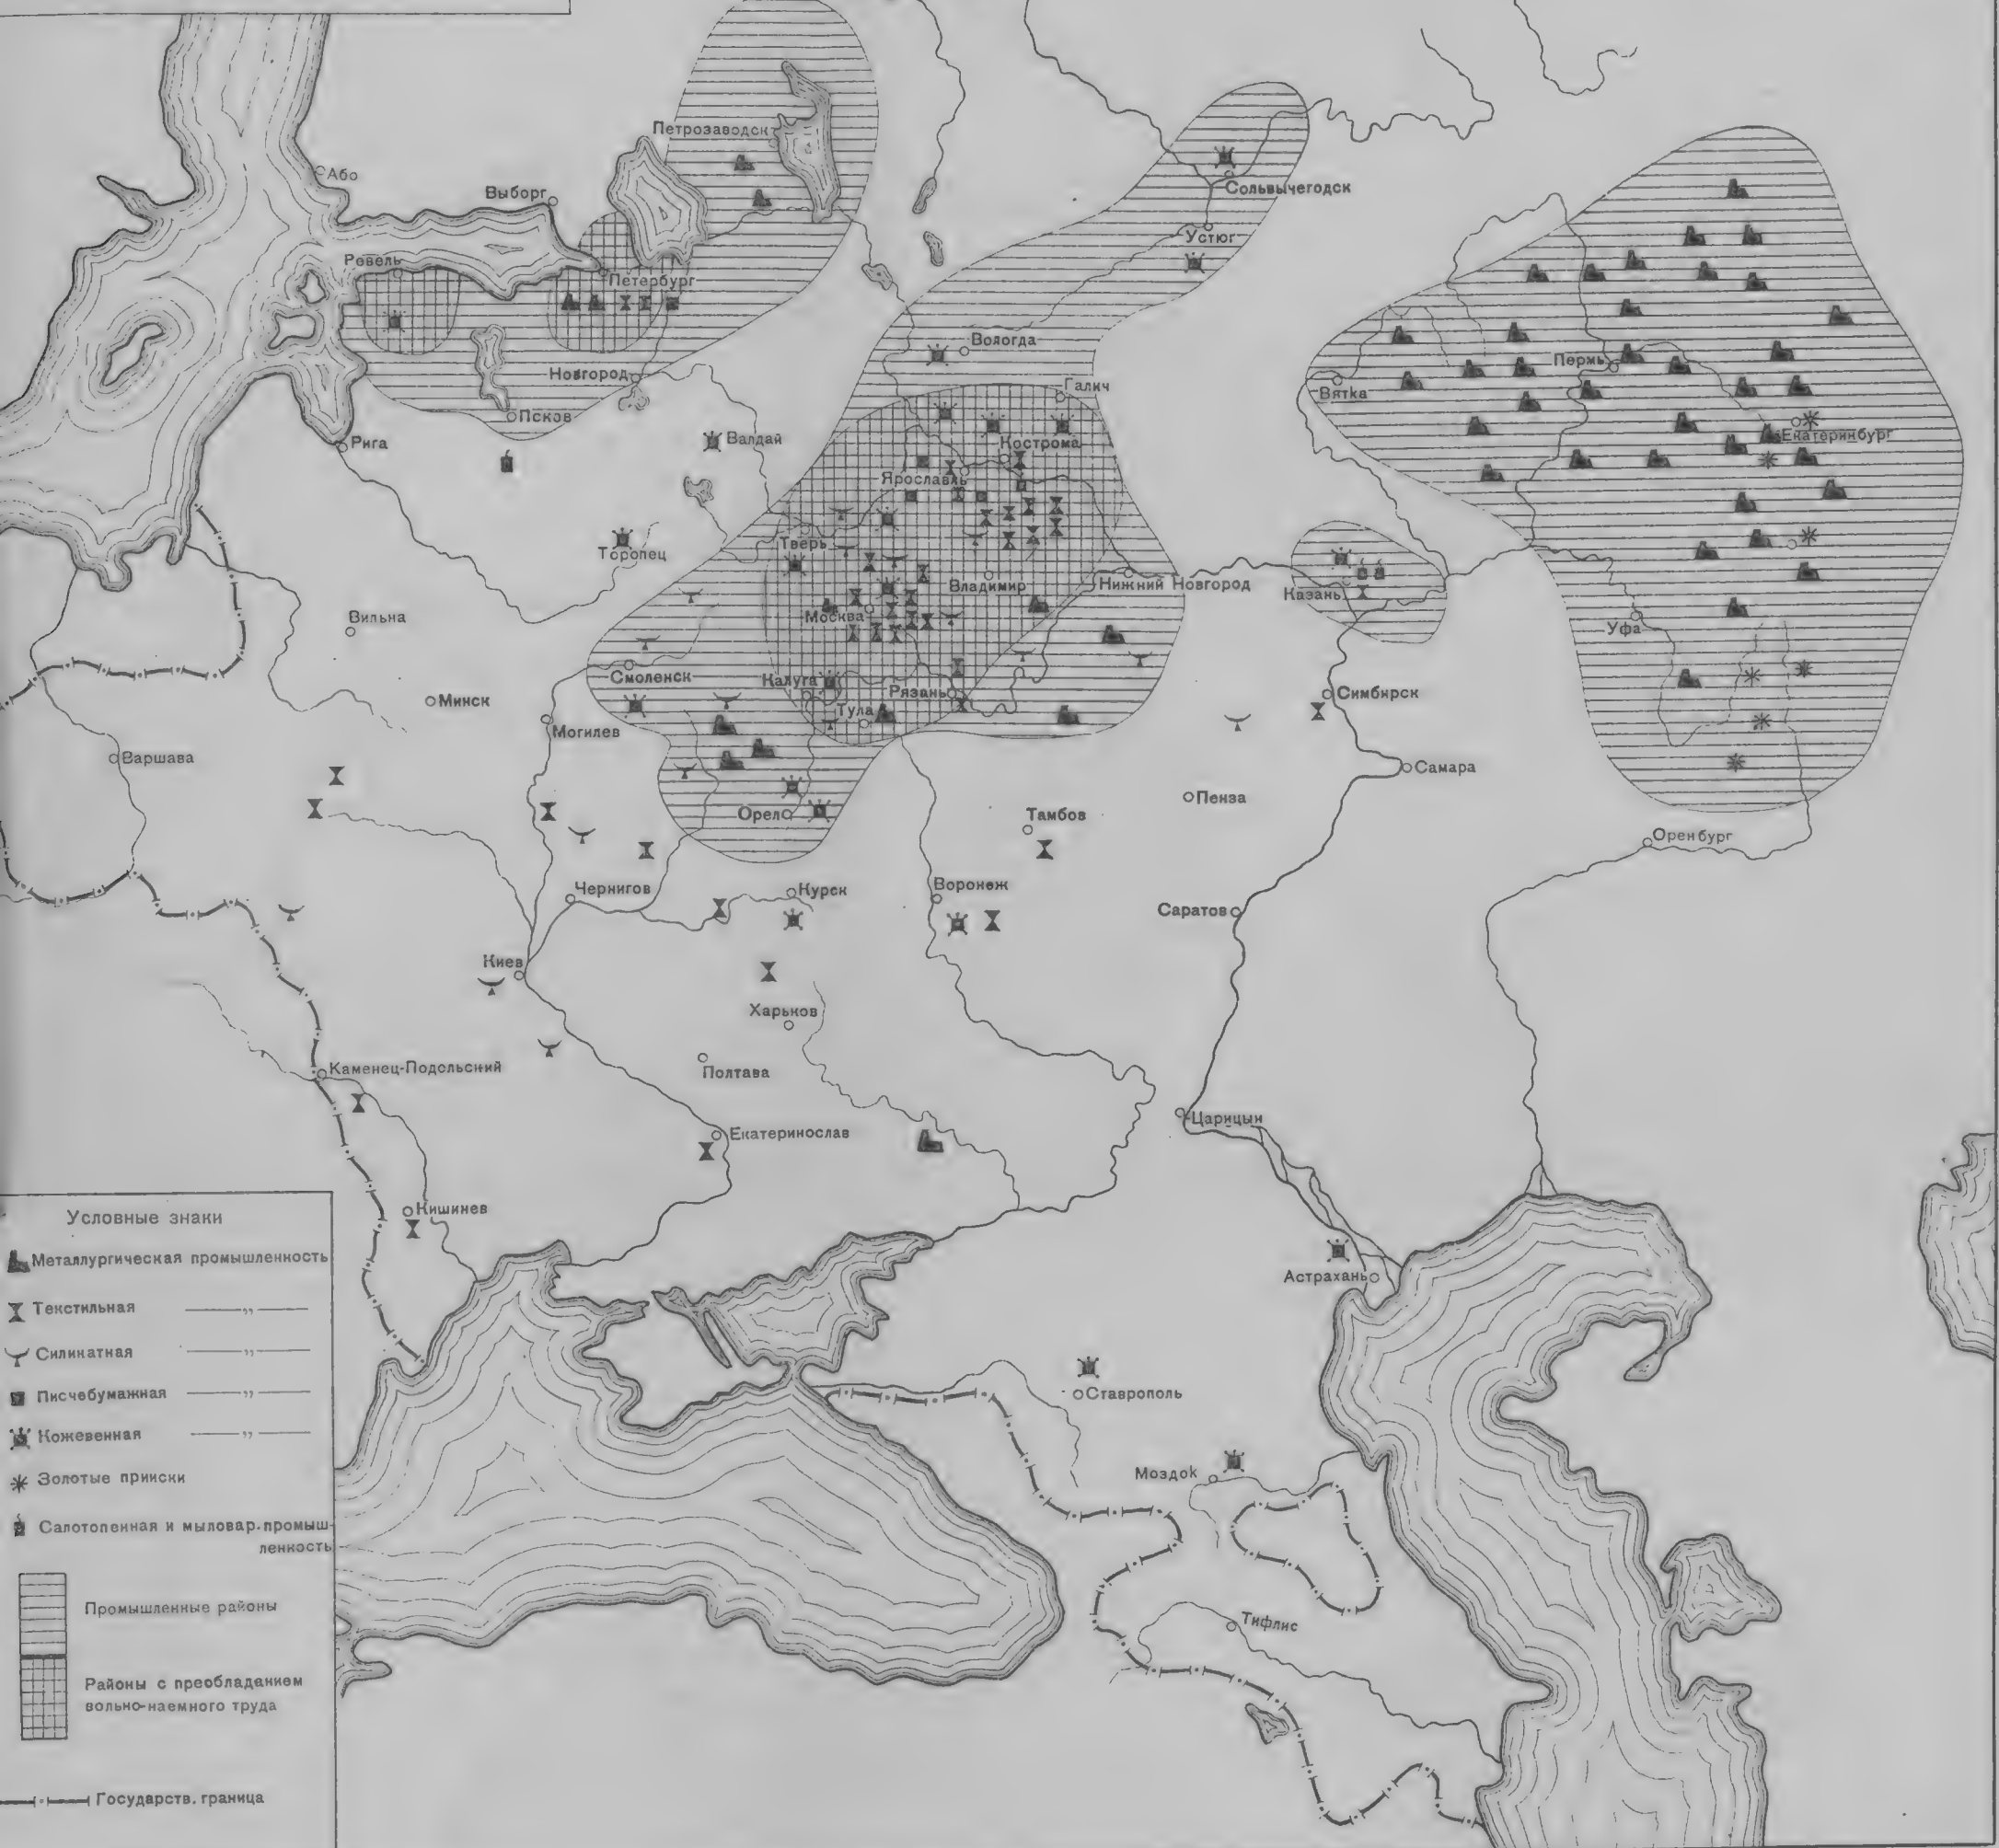 Петрозаводск
Або
Выборг
Сольвычегодск
Устюг
Ревель
Петербург
Вологда
Новгород
Псков
Галич
Пермь
Вятка
Рига
Валдай
Кострома
Екатеринбург
Ярославль
Торопец
Тверь
Владимир
Нижний Новгород
Казань
Вильна
Москва
Уфа
Смоленск
Калуга
Рязань
Симбирск
Минск
Тула
Могилев
Варшава
Самара
Пенза
Орел
Тамбов
Оренбург
Чернигов
Курск
Воронеж
Саратов
Киев
Харьков
Каменец-Подольский
Полтава
Царицын
Екатеринослав
Кишинев
Астрахань
Ставрополь
Моздок
Тифлис
Условные знаки
Металлургическая промышленность
Текстильная —„—
Силикатная —„—
Писчебумажная —„—
Кожевенная —„—
Золотые прииски
Салотопенная и мыловар. промыш-
ленность
Промышленные районы
Районы с преобладанием
вольно-наемного труда
Государств. граница